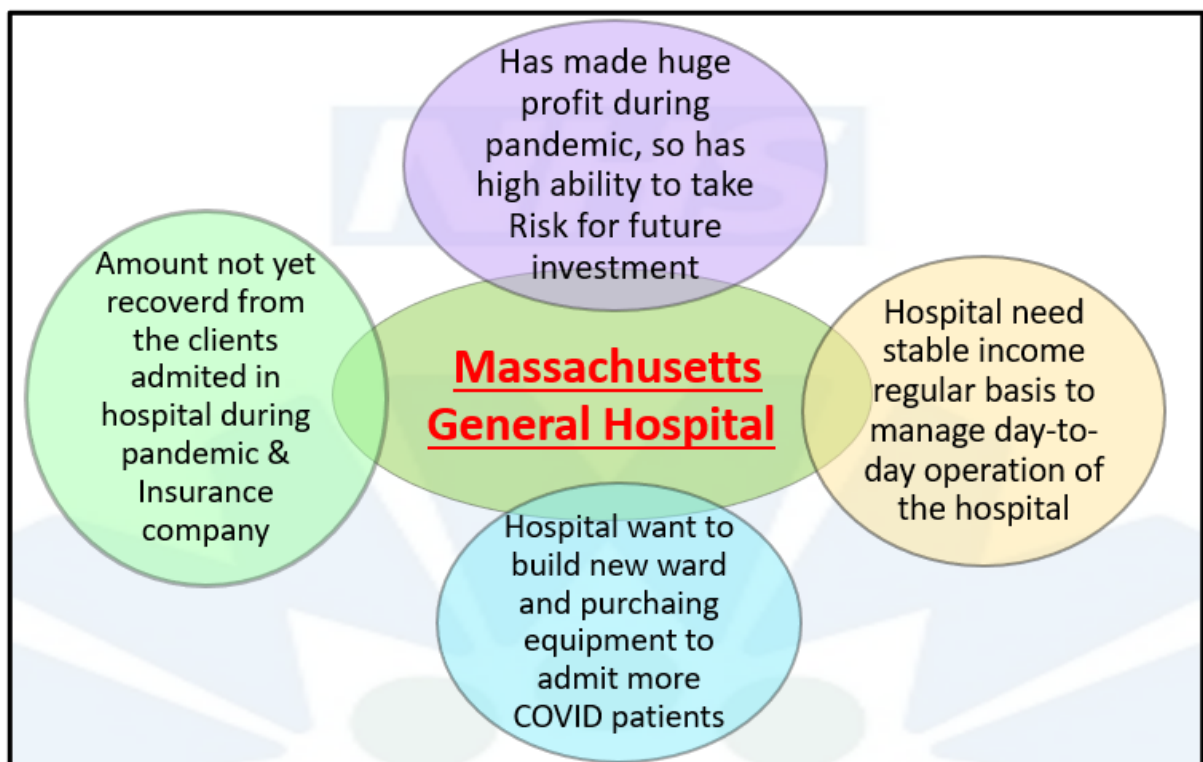 Has made huge
profit during
pandemic, so has
high ability to take
Risk for future
investment
Amount not yet
recoverd from
the clients
admited in
hospital during
pandemic &
Insurance
company
Massachusetts
General Hospital
Hospital need
stable income
regular basis to
manage day-to-
day operation of
the hospital
Hospital want to
build new ward
and purchaing
equipment to
admit more
COVID patients